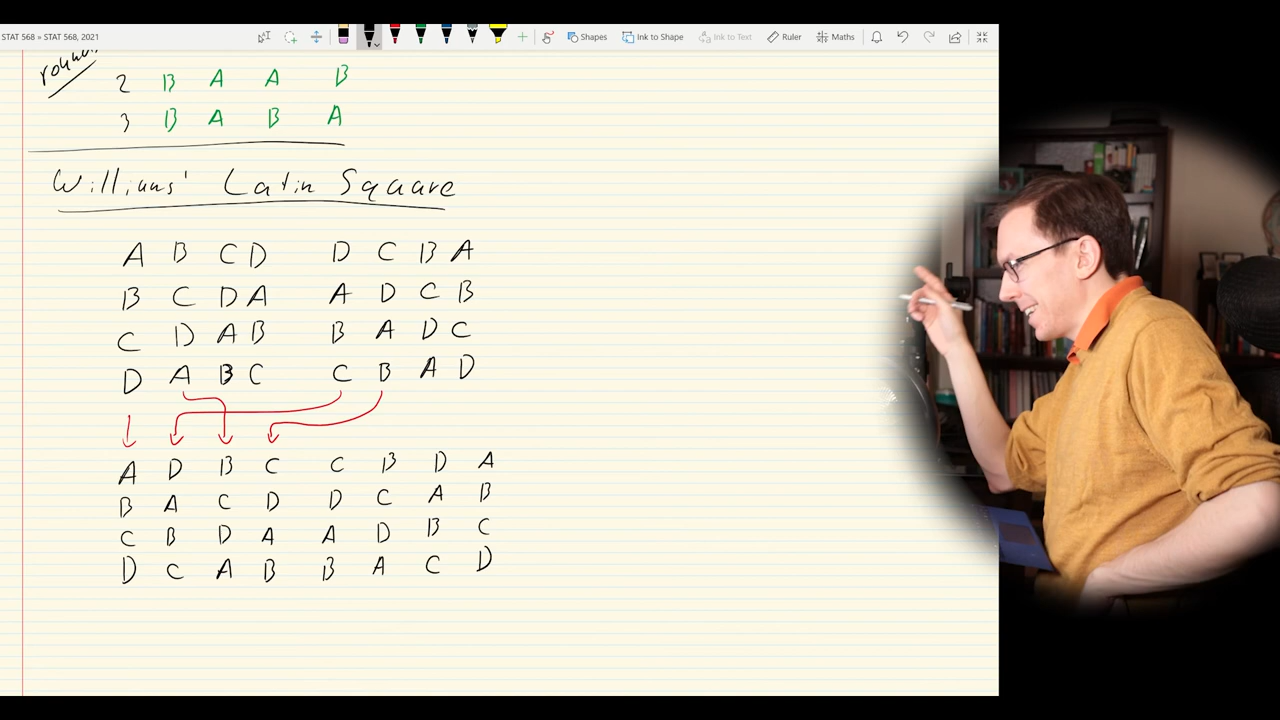 STAT 568 » STAT 568, 2021
Shapes Ink to Shape Ink to Text Ruler Maths
round
2 B A A B
3 B A B A
Williams' Latin Square
A B C D D C B A
B C D A A D C B
C D A B B A D C
D A B C C B A D
A D B C C B D A
B A C D D C A B
C B D A A D B C
D C A B B A C D